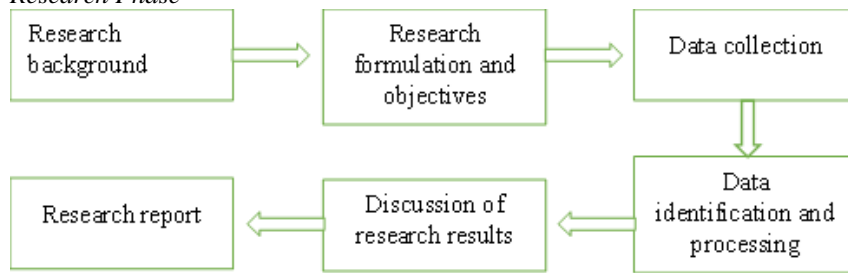 Research Phase
Research
background
Research
formulation and
objectives
Data collection
Data
identification and
processing
Discussion of
research results
Research report